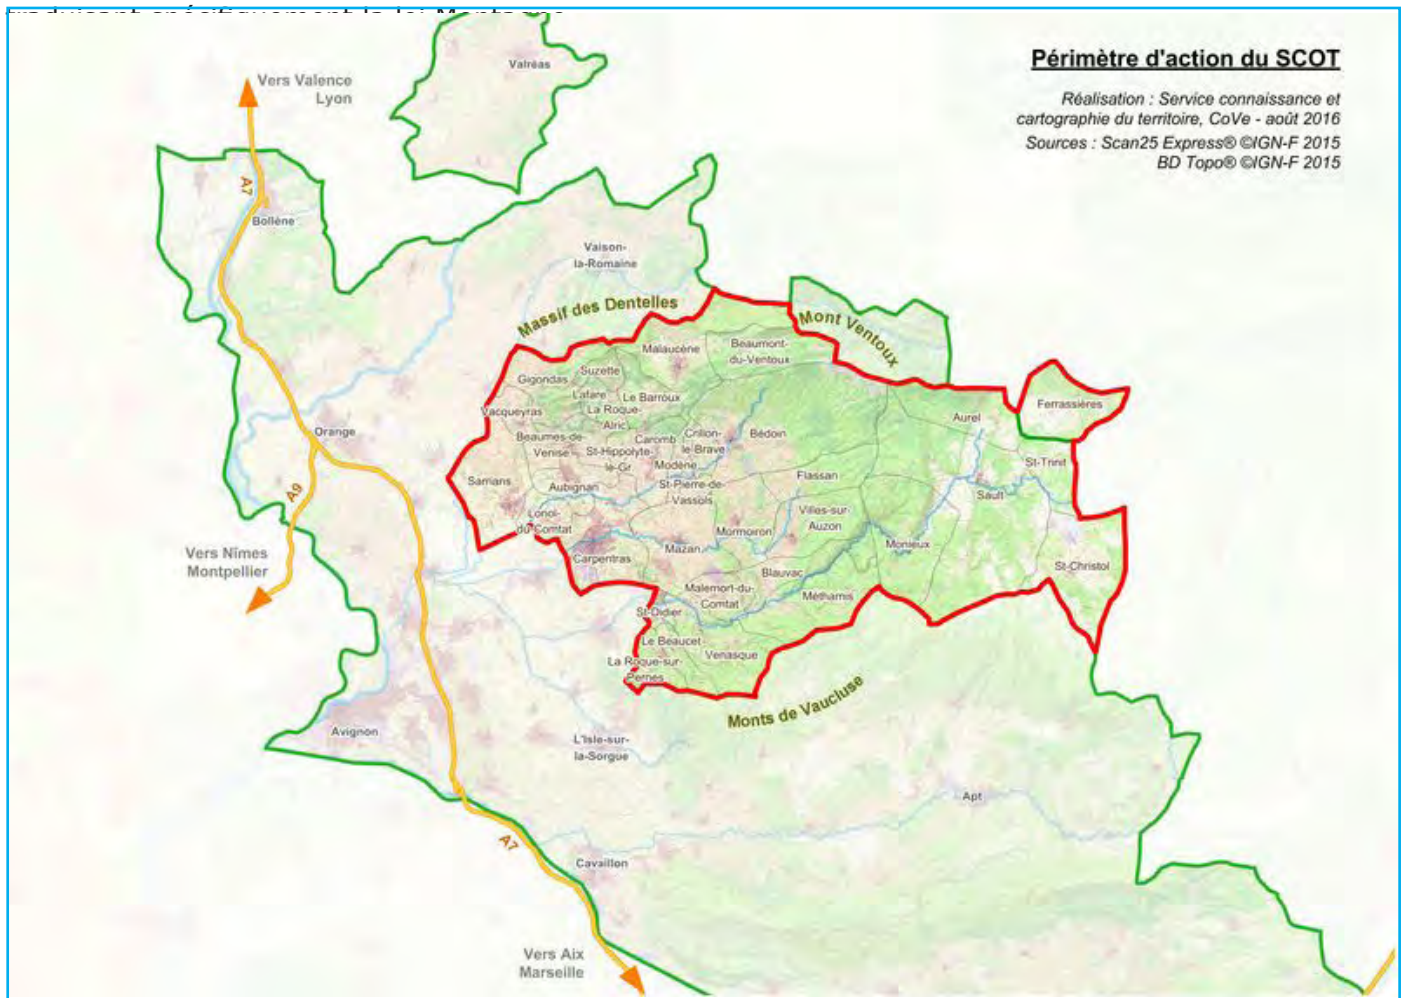 traduisant spécifiquement la loi Montagne
Périmètre d'action du SCOT
Réalisation : Service connaissance et
cartographie du territoire, CoVe - août 2016
Sources : Scan25 Express® ©IGN-F 2015
BD Topo® ©IGN-F 2015
Vers Valence
Lyon
Valréas
A7
Bollène
Vaison-
la-Romaine
Massif des Dentelles
Mont Ventoux
Malaucène
Beaumont-
du-Ventoux
Suzette
Gigondas
Lafare
Le Barroux
Ferrassières
Vacqueyras
La Roque-
Alric
Aurel
Orange
Beaumes-de-
Venise
Caromb
Crillon-
le-Brave
Bédoin
St-Hippolyte-
le-Gr
Modène
St-Trinit
Sarrians
Aubignan
St-Pierre-de-
Vassols
Flassan
Sault
A9
Loriol-
du-Comtat
Villes-sur-
Auzon
Mormoiron
Vers Nîmes
Montpellier
Carpentras
Mazan
Monieux
St-Christol
Blauvac
Malemort-du-
Comtat
Méthamis
St-Didier
Le Beaucet
Venasque
La Roque-sur-
Pernes
Monts de Vaucluse
Avignon
L'Isle-sur-
la-Sorgue
Apt
A7
Cavaillon
Vers Aix
Marseille